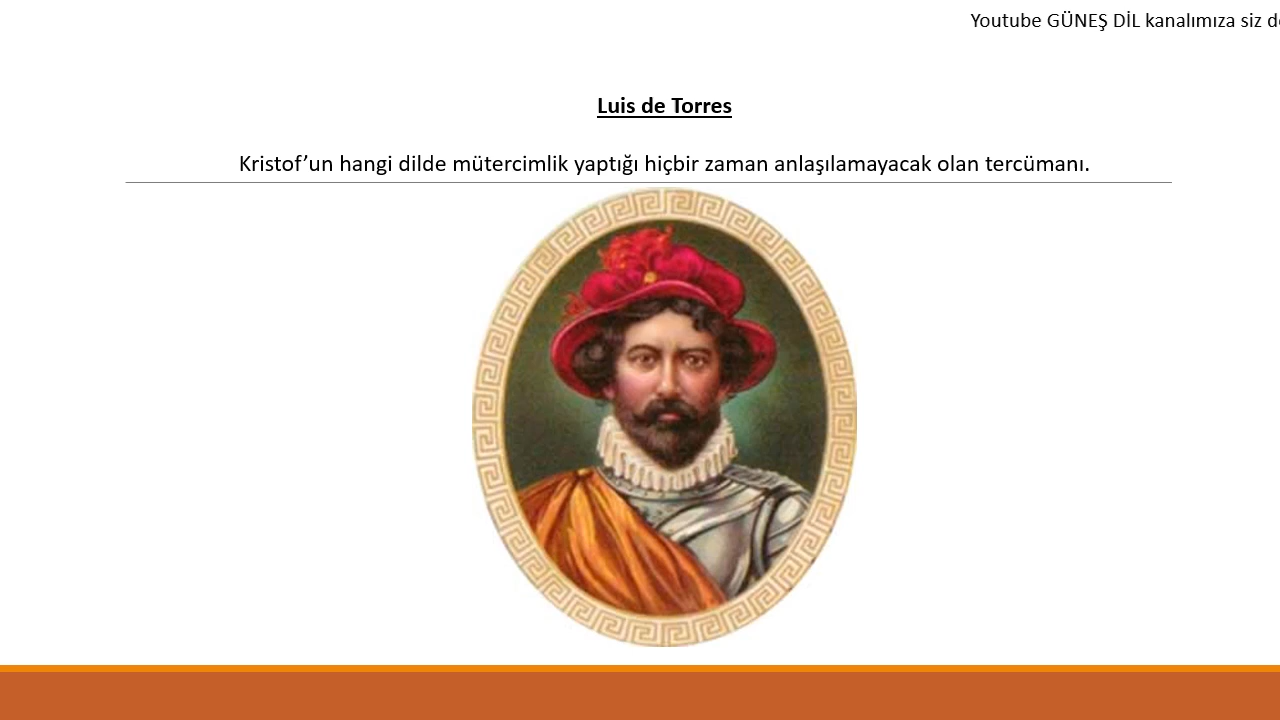 Youtube GÜNEŞ DİL kanalımıza siz
Luis de Torres
Kristof’un hangi dilde mütercimlik yaptığı hiçbir zaman anlaşılamayacak olan tercümanı.